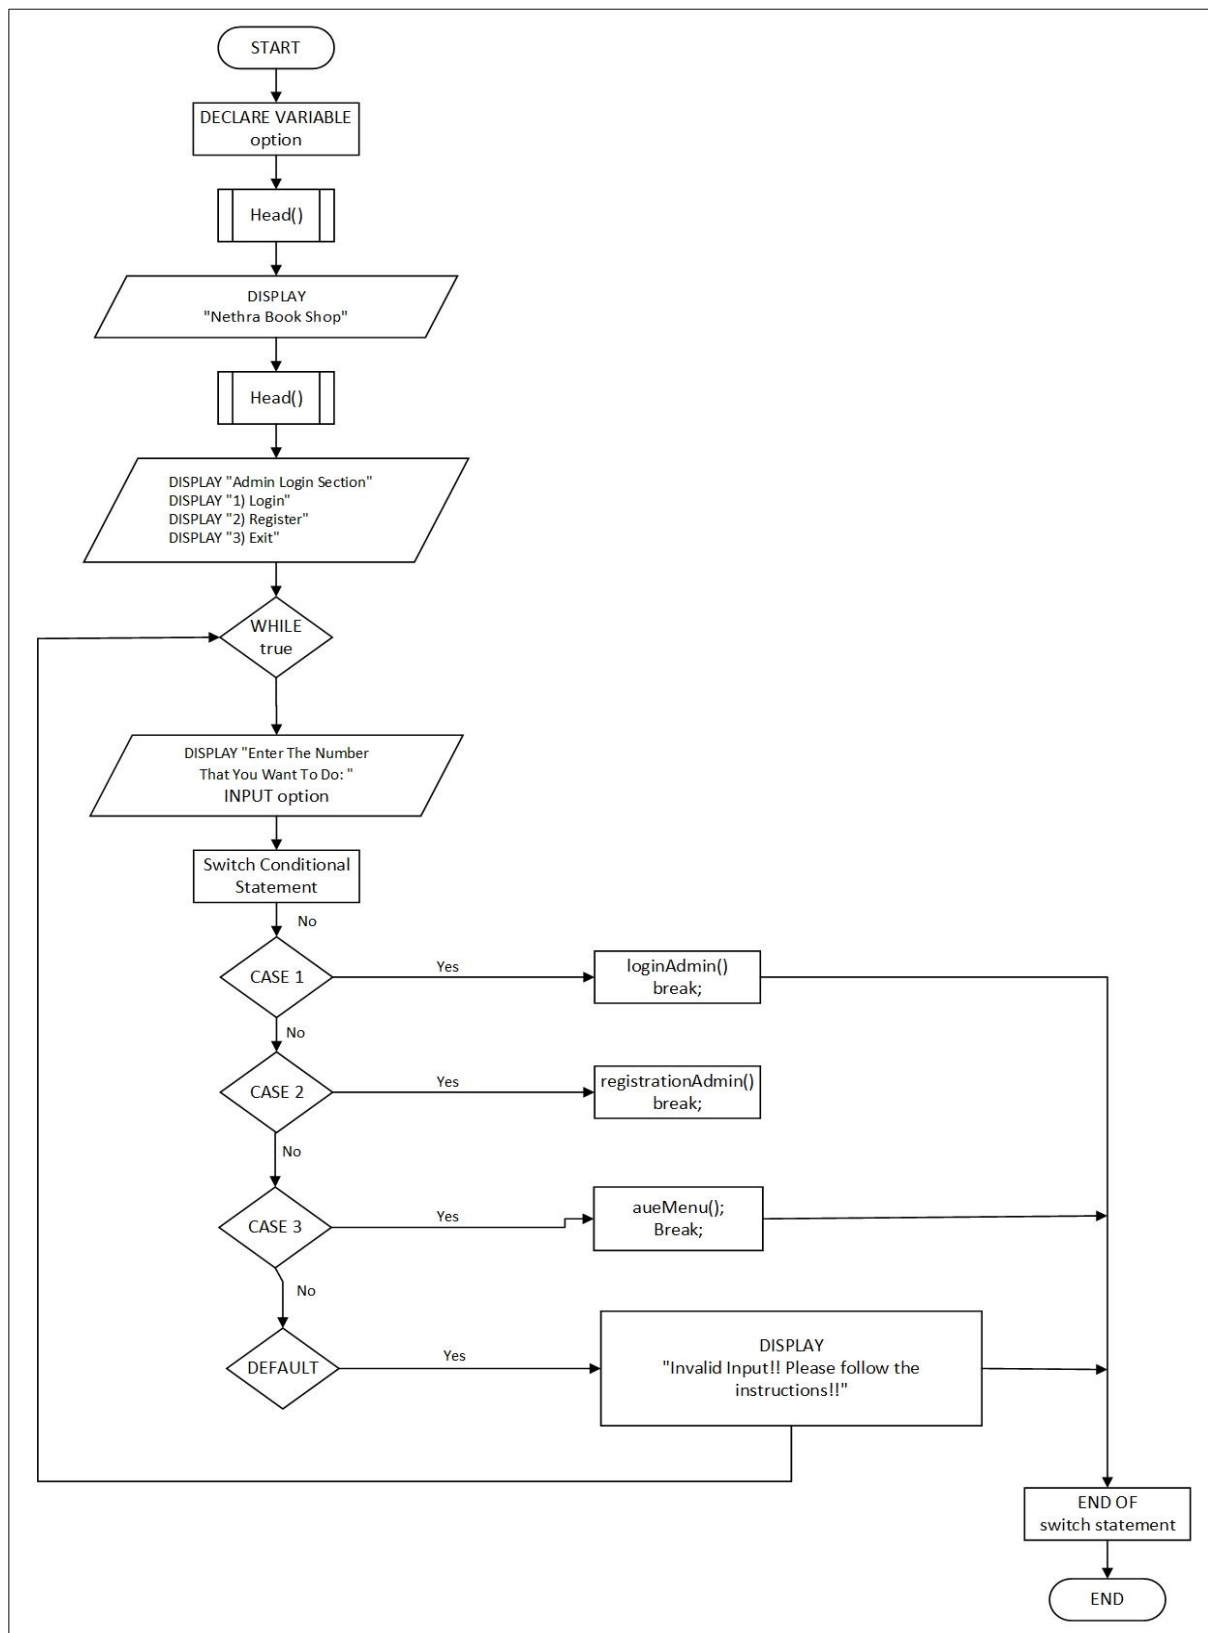 START
DECLARE VARIABLE
option
Head()
DISPLAY
"Nethra Book Shop"
Head()
DISPLAY "Admin Login Section"
DISPLAY "1) Login"
DISPLAY "2) Register"
DISPLAY "3) Exit"
WHILE
true
DISPLAY "Enter The Number
That You Want To Do: "
INPUT option
Switch Conditional
Statement
No
CASE 1
Yes
loginAdmin()
break;
No
CASE 2
Yes
registrationAdmin()
break;
No
CASE 3
Yes
aueMenu();
Break;
No
DEFAULT
Yes
DISPLAY
"Invalid Input!! Please follow the
instructions!!"
END OF
switch statement
END